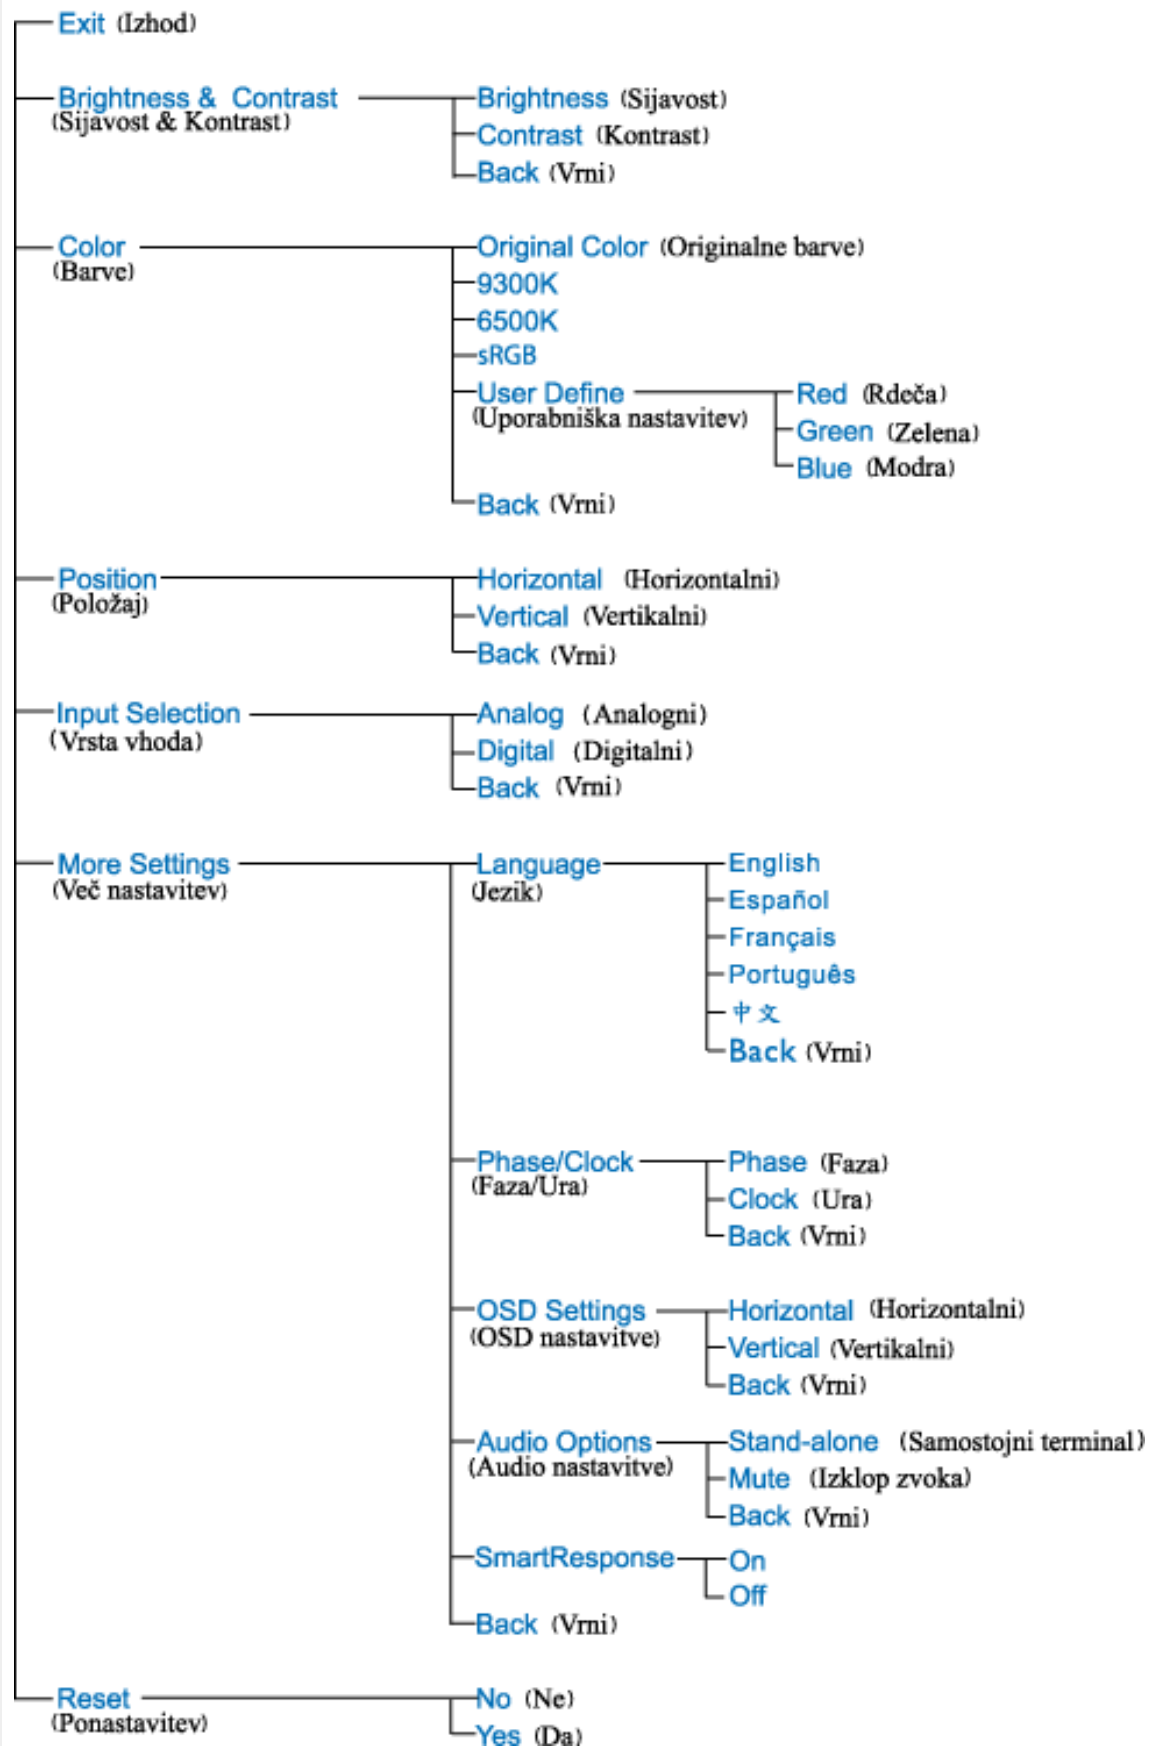 Exit (Izhod)
Brightness & Contrast
(Sijavost & Kontrast)
Brightness (Sijavost)
Contrast (Kontrast)
Back (Vrni)
Color
(Barve)
Original Color (Originalne barve)
9300K
6500K
sRGB
User Define
(Uporabniška nastavitev)
Red (Rdeča)
Green (Zelena)
Blue (Modra)
Back (Vrni)
Position
(Položaj)
Horizontal (Horizontalni)
Vertical (Vertikalni)
Back (Vrni)
Input Selection
(Vrsta vhoda)
Analog (Analogni)
Digital (Digitalni)
Back (Vrni)
More Settings
(Več nastavitev)
Language
(Jezik)
English
Español
Français
Português
中文
Back (Vrni)
Phase/Clock
(Faza/Ura)
Phase (Faza)
Clock (Ura)
Back (Vrni)
OSD Settings
(OSD nastavitve)
Horizontal (Horizontalni)
Vertical (Vertikalni)
Back (Vrni)
Audio Options
(Audio nastavitve)
Stand-alone (Samostojni terminal)
Mute (Izklop zvoka)
Back (Vrni)
SmartResponse
On
Off
Back (Vrni)
Reset
(Ponastavitev)
No (Ne)
Yes (Da)